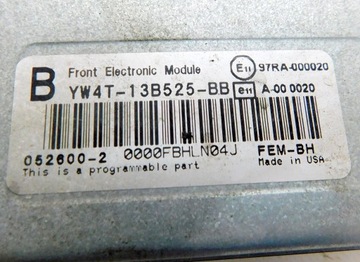 B
Front Electronic Module
E11 97RA-000020
YW4T-13B525-BB
e11 A-00 0020
052600-2
0000FBHLN04J
FEM-BH
This is a programmable part
Made in USA